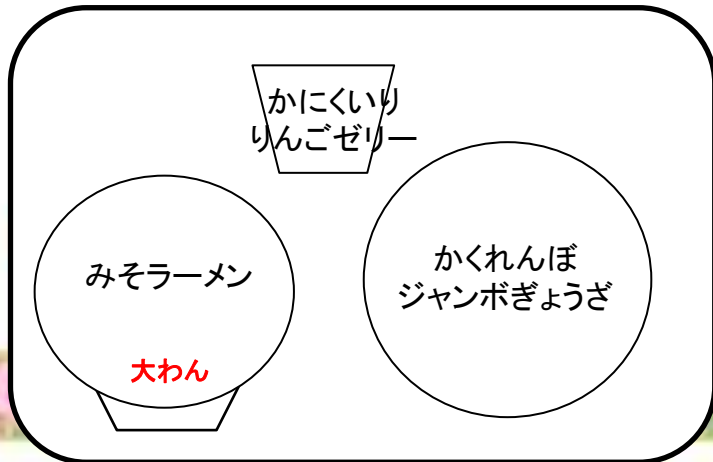 かにくいり
りんごゼリー
みそラーメン
大わん
かくれんぼ
ジャンボぎょうざ